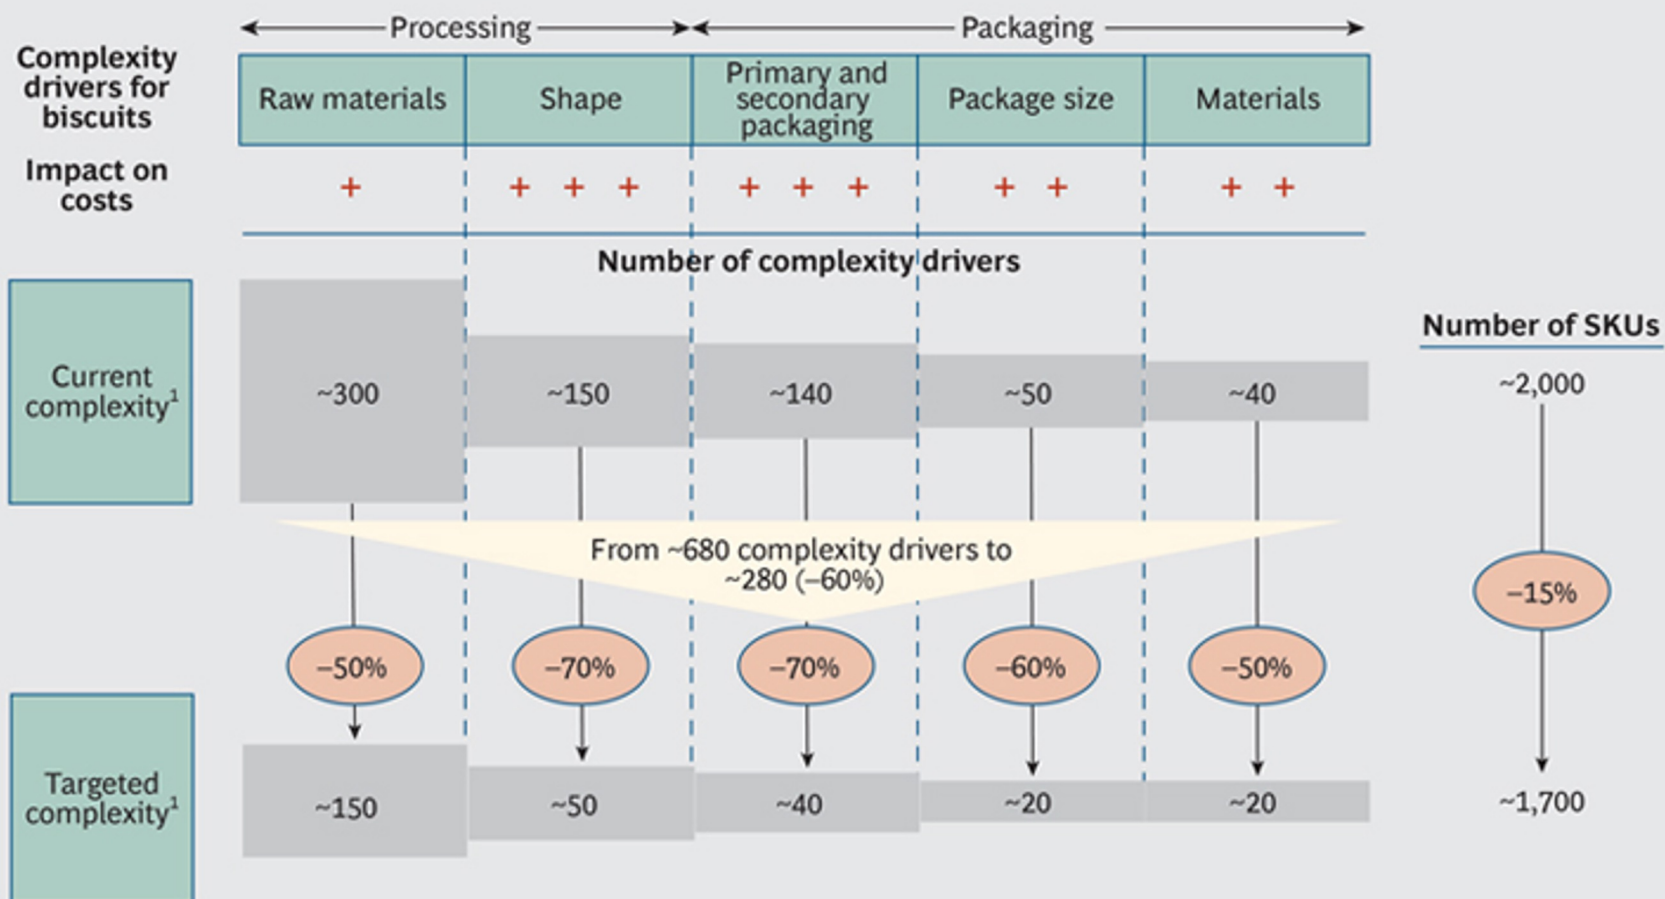 Processing
Packaging
Complexity
drivers for
biscuits
Raw materials
Shape
Primary and
secondary
packaging
Package size
Materials
Impact on
costs
+
+ + +
+ + +
+ +
+ +
Number of complexity drivers
Number of SKUs
Current
complexity¹
~300
~150
~140
~50
~40
~2,000
From ~680 complexity drivers to
~280 (–60%)
–15%
–50%
–70%
–70%
–60%
–50%
Targeted
complexity¹
~150
~50
~40
~20
~20
~1,700